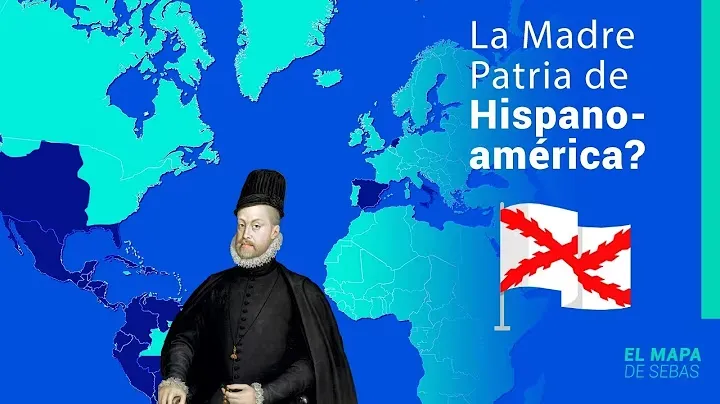 La Madre
Patria de
Hispano-
américa?
EL MAPA
DE SEBAS